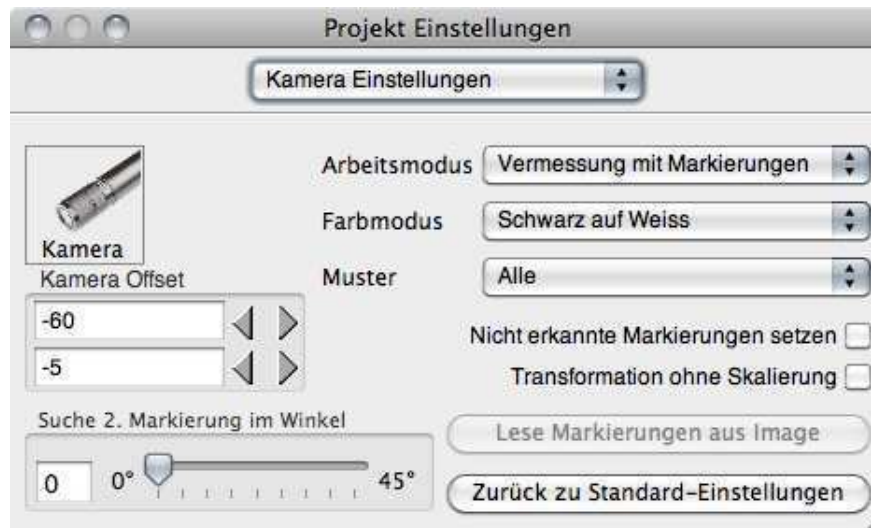 Projekt Einstellungen
Kamera Einstellungen
Kamera
Kamera Offset
-60
-5
Arbeitsmodus Vermessung mit Markierungen
Farbmodus Schwarz auf Weiss
Muster Alle
Nicht erkannte Markierungen setzen
Transformation ohne Skalierung
Suche 2. Markierung im Winkel
0 0° 45°
Lese Markierungen aus Image
Zurück zu Standard-Einstellungen